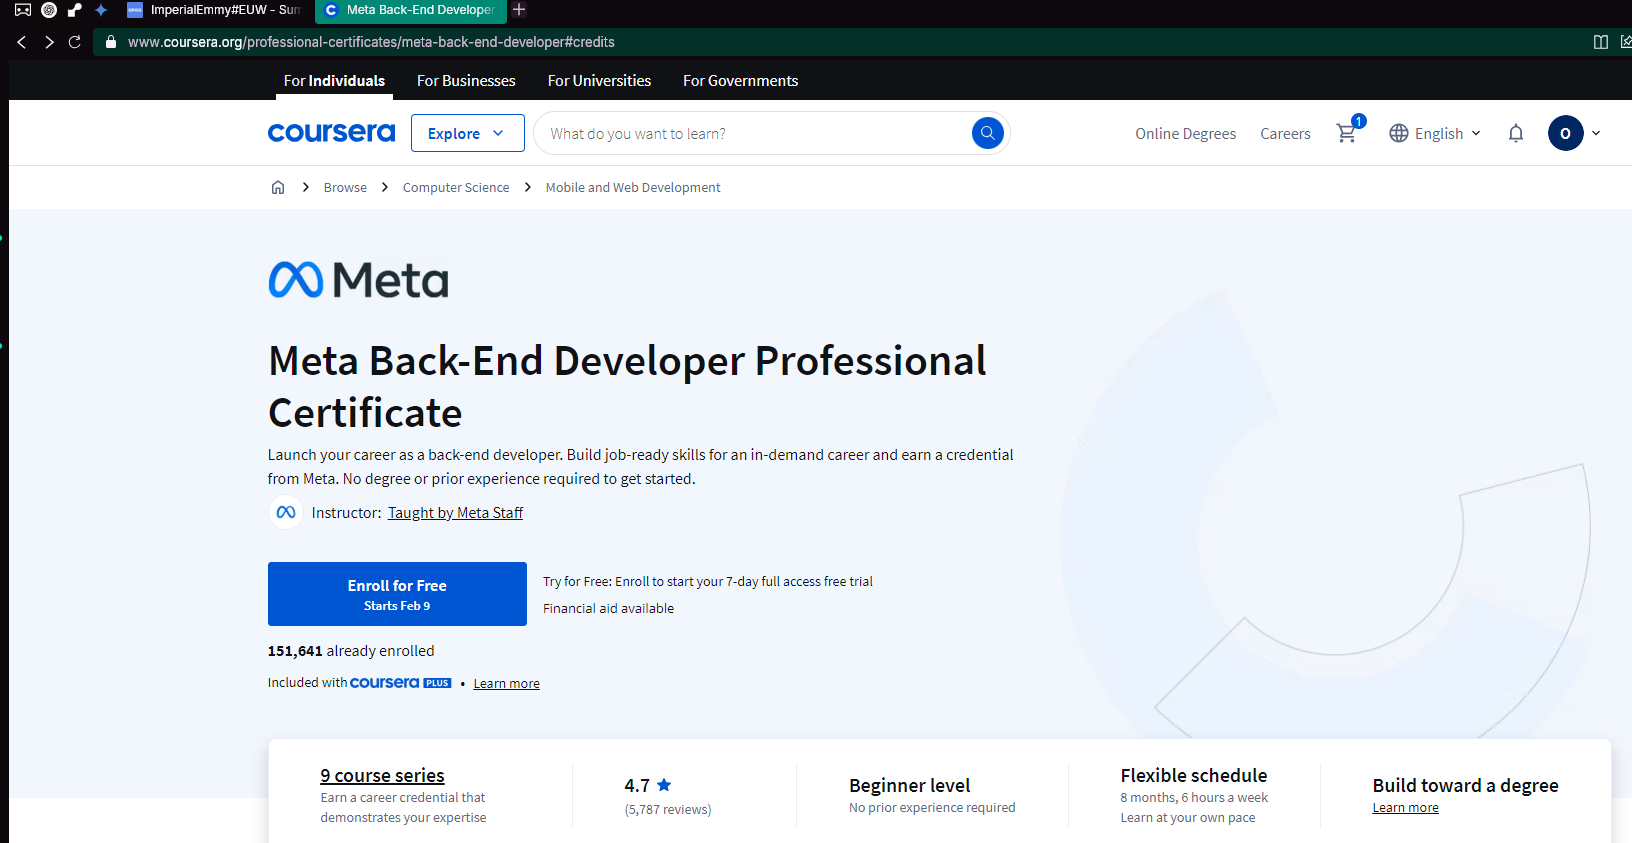 ImperialEmmy#EUW - Sum
Meta Back-End Developer
www.coursera.org/professional-certificates/meta-back-end-developer#credits
For Individuals For Businesses For Universities For Governments
coursera Explore What do you want to learn? Online Degrees Careers 1 English O
Browse Computer Science Mobile and Web Development
Meta
Meta Back-End Developer Professional
Certificate
Launch your career as a back-end developer. Build job-ready skills for an in-demand career and earn a credential
from Meta. No degree or prior experience required to get started.
Instructor: Taught by Meta Staff
Enroll for Free
Starts Feb 9
Try for Free: Enroll to start your 7-day full access free trial
Financial aid available
151,641 already enrolled
Included with coursera PLUS • Learn more
9 course series
Earn a career credential that
demonstrates your expertise
4.7
(5,787 reviews)
Beginner level
No prior experience required
Flexible schedule
8 months, 6 hours a week
Learn at your own pace
Build toward a degree
Learn more